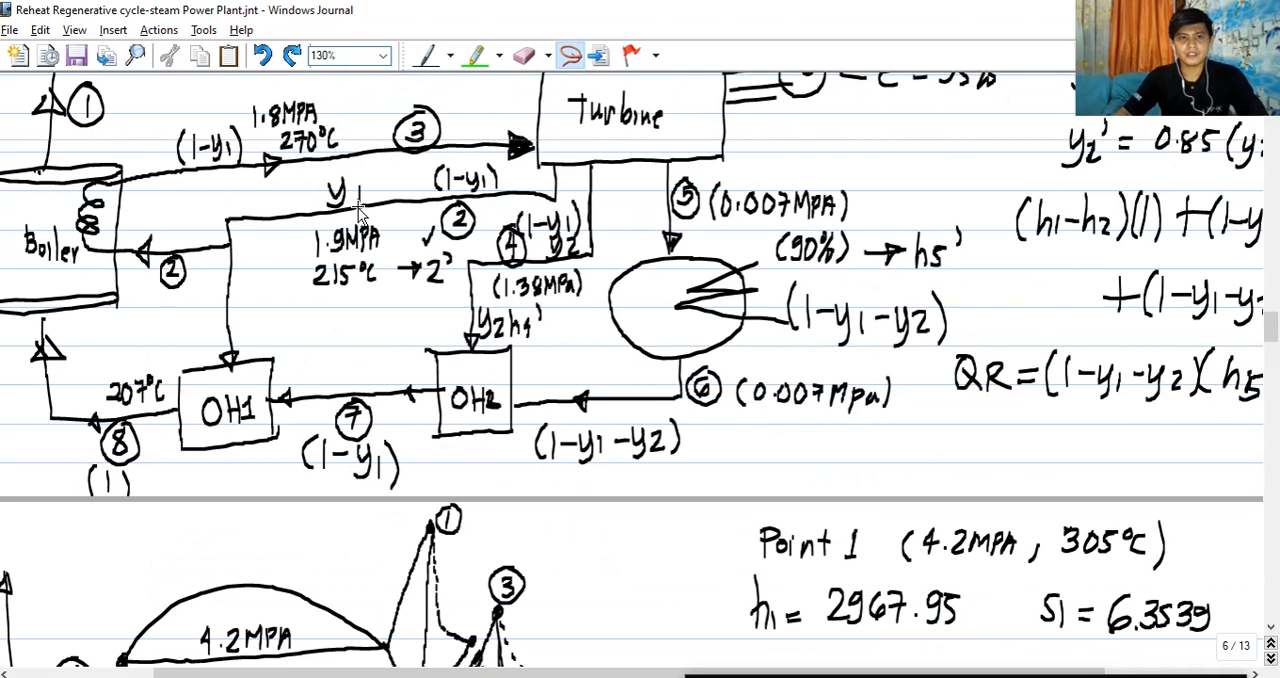 Reheat Regenerative cycle-steam Power Plant.jnt - Windows Journal
File Edit View Insert Actions Tools Help
130%
1
turbine
y2' = 0.85 (y
1.8MPA
270°C
3
(1-y1)
(h1-h2)(1) +(1-y
y1
(1-y1)
2
1.9MPA
215°C → 2'
Boiler
2
(1-y1)
4
y2
(1.38MPa)
y2h4'
5 (0.007MPA)
(90%) → h5'
(1-y1-y2)
+(1-y1-y
QR=(1-y1-y2)(h5
207°C
OH1
OH2
6 (0.007MPa)
8
(1)
7
(1-y1)
(1-y1-y2)
1
3
4.2MPA
Point 1 (4.2MPA, 305°C)
h1= 2967.95 S1= 6.3539
6 / 13